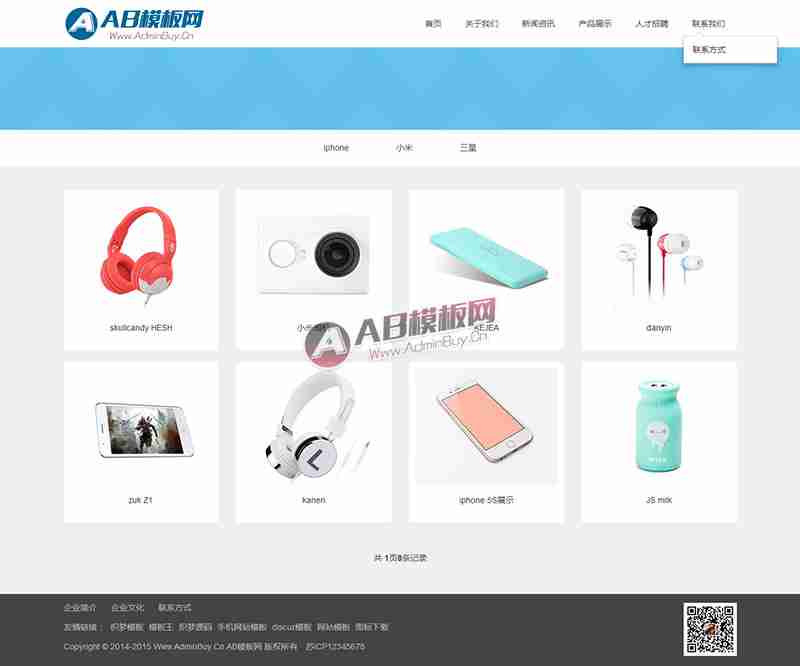 AB模板网
Www.AdminBuy.Cn
首页 关于我们 新闻资讯 产品展示 人才招聘 联系我们
联系方式
iphone 小米 三星
skullcandy HESH
KEJEA
danyin
AB模板网
Www.AdminBuy.Cn
zuk Z1
kanen
iphone 5S展示
JS milk
共 1页8条记录
企业简介 企业文化 联系方式
友情链接： 织梦模板 模板王 织梦源码 手机网站模板 discuz模板 网站模板 图标下载
Copyright © 2014-2015 Www.AdminBuy.Cn AB模板网 版权所有 苏ICP12345678